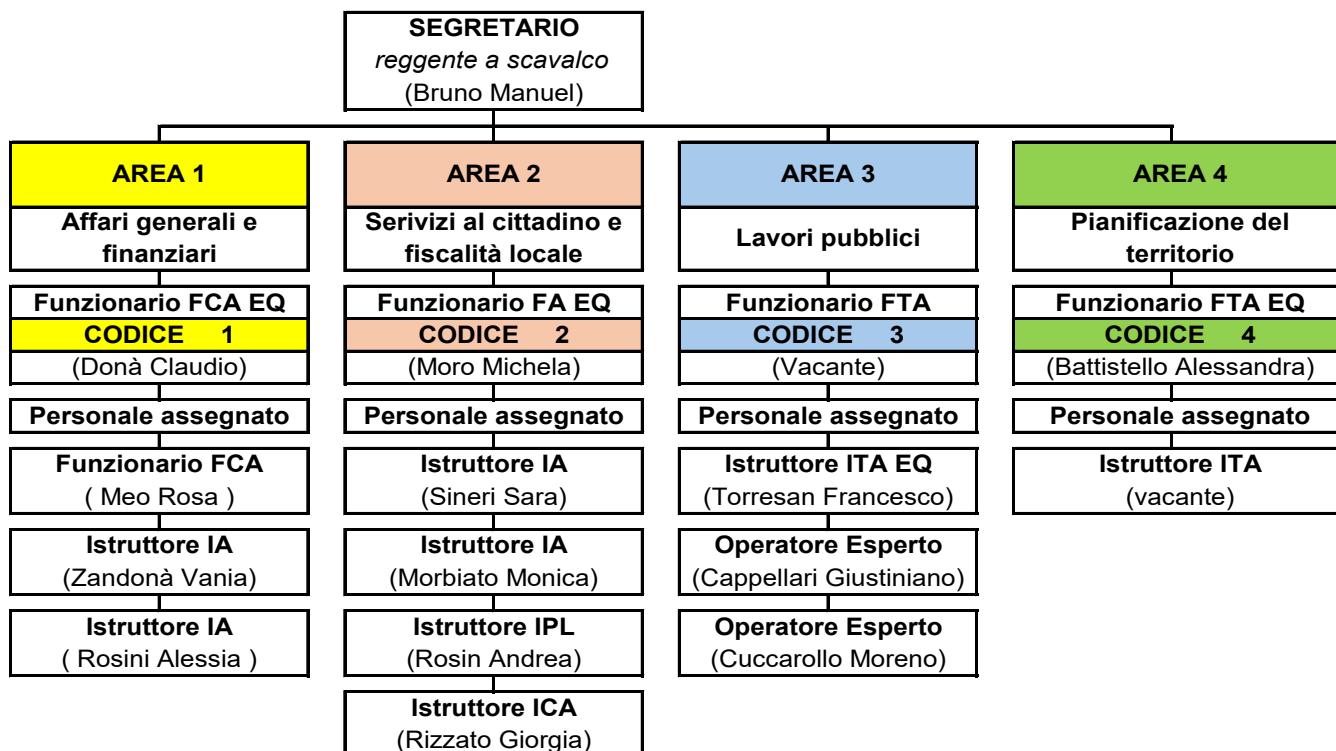 SEGRETARIO
reggente a scavalco
(Bruno Manuel)
AREA 1
Affari generali e
finanziari
Funzionario FCA EQ
CODICE 1
(Donà Claudio)
Personale assegnato
Funzionario FCA
( Meo Rosa )
Istruttore IA
(Zandonà Vania)
Istruttore IA
( Rosini Alessia )
AREA 2
Serivizi al cittadino e
fiscalità locale
Funzionario FA EQ
CODICE 2
(Moro Michela)
Personale assegnato
Istruttore IA
(Sineri Sara)
Istruttore IA
(Morbiato Monica)
Istruttore IPL
(Rosin Andrea)
Istruttore ICA
(Rizzato Giorgia)
AREA 3
Lavori pubblici
Funzionario FTA
CODICE 3
(Vacante)
Personale assegnato
Istruttore ITA EQ
(Torresan Francesco)
Operatore Esperto
(Cappellari Giustiniano)
Operatore Esperto
(Cuccarollo Moreno)
AREA 4
Pianificazione del
territorio
Funzionario FTA EQ
CODICE 4
(Battistello Alessandra)
Personale assegnato
Istruttore ITA
(vacante)